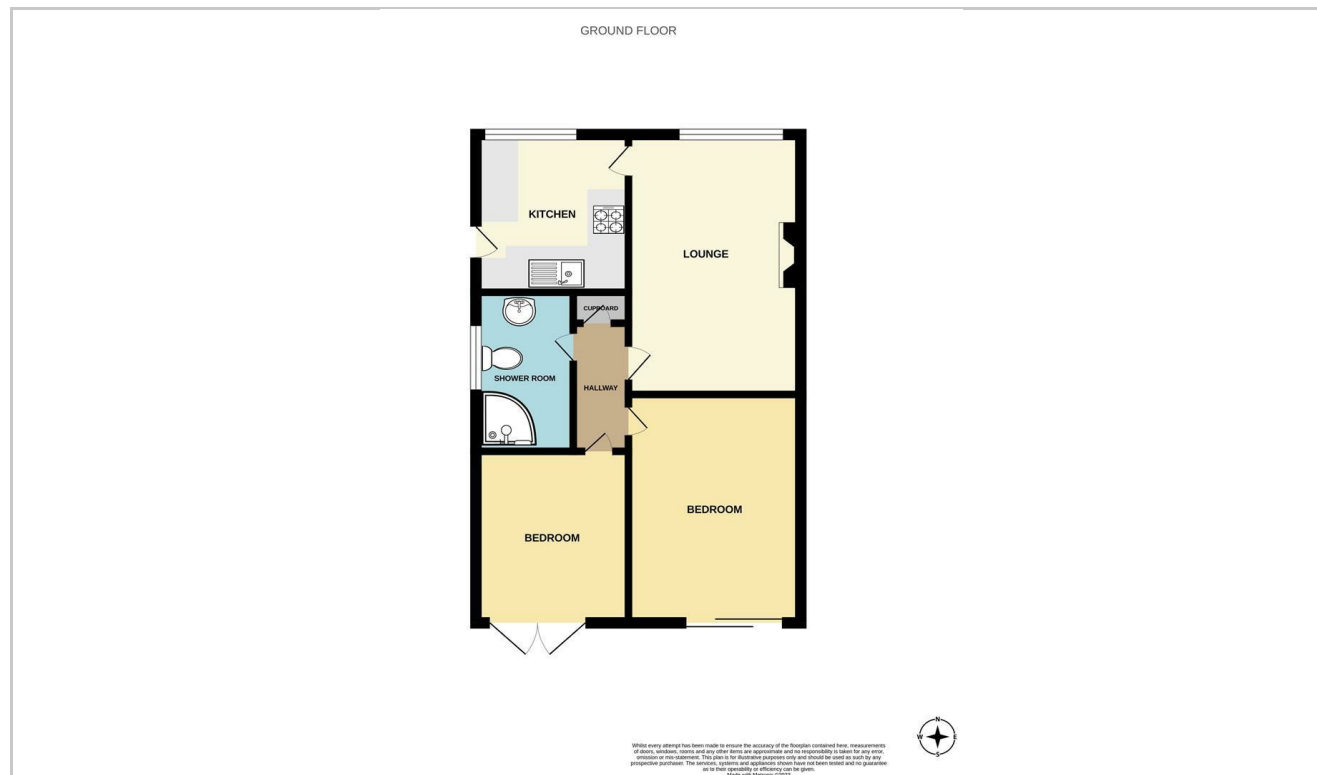 GROUND FLOOR
KITCHEN
LOUNGE
CUPBOARD
SHOWER ROOM
HALLWAY
BEDROOM
BEDROOM
N
W E
S
Whilst every attempt has been made to ensure the accuracy of the floorplan contained here, measurements
of doors, windows, rooms and any other items are approximate and no responsibility is taken for any error,
omission or mis-statement. This plan is for illustrative purposes only and should be used as such by any
prospective purchaser. The services, systems and appliances shown have not been tested and no guarantee
as to their operability or efficiency can be given.
Made with Metropix ©2023